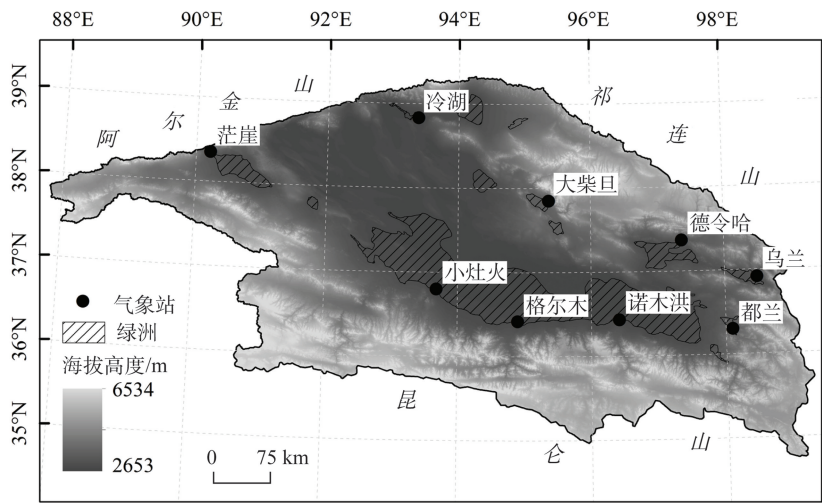 88°E 90°E 92°E 94°E 96°E 98°E
39°N
38°N
37°N
36°N
35°N
阿尔金山
祁连山
昆仑山
冷湖
茫崖
大柴旦
德令哈
乌兰
小灶火
格尔木
诺木洪
都兰
气象站
绿洲
海拔高度/m
6534
2653
0 75 km